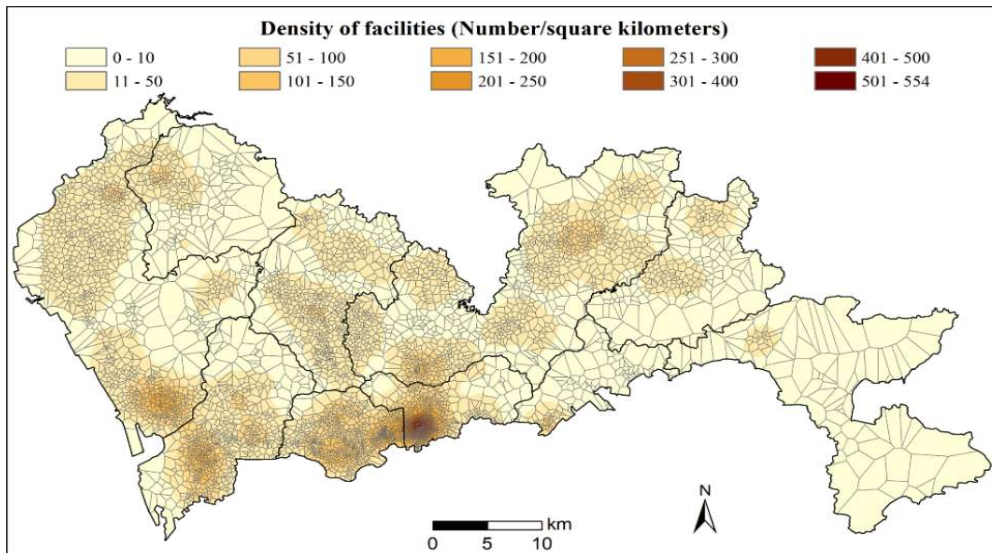 Density of facilities (Number/square kilometers)
0 - 10 51 - 100 151 - 200 251 - 300 401 - 500
11 - 50 101 - 150 201 - 250 301 - 400 501 - 554
N
km
0 5 10